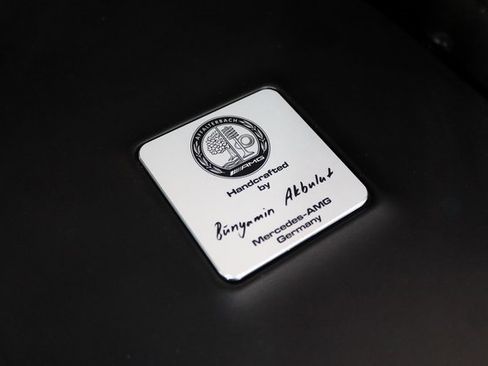 AFFALTERBACH
AMG
Handcrafted
by
Bünyamin Akbulut
Mercedes-AMG
Germany